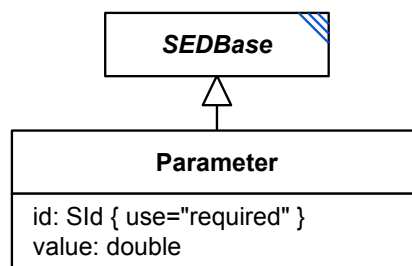 SEDBase
Parameter
id: SId { use="required" }
value: double